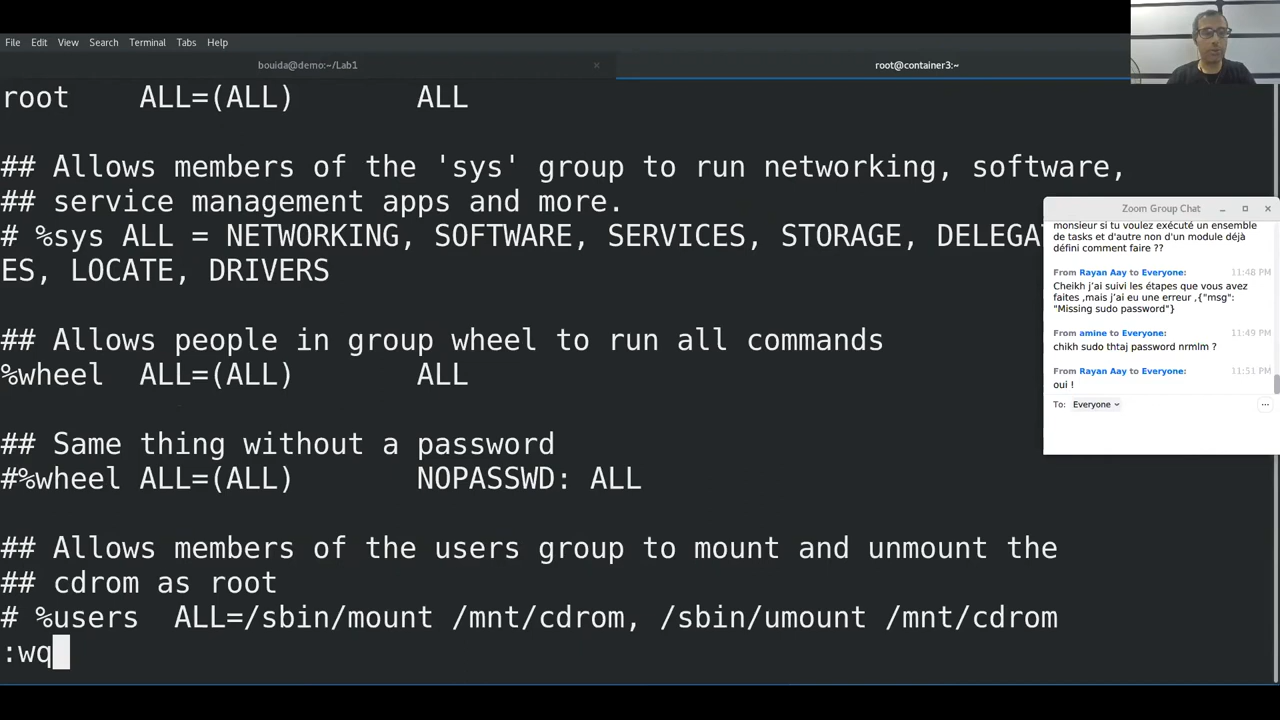 File Edit View Search Terminal Tabs Help
bouida@demo:~/Lab1 ×
root@container3:~
root ALL=(ALL) ALL
## Allows members of the 'sys' group to run networking, software,
## service management apps and more.
# %sys ALL = NETWORKING, SOFTWARE, SERVICES, STORAGE, DELEGAT
ES, LOCATE, DRIVERS
## Allows people in group wheel to run all commands
%wheel ALL=(ALL) ALL
## Same thing without a password
#%wheel ALL=(ALL) NOPASSWD: ALL
## Allows members of the users group to mount and unmount the
## cdrom as root
# %users ALL=/sbin/mount /mnt/cdrom, /sbin/umount /mnt/cdrom
:wq
Zoom Group Chat
monsieur si tu voulez exécuté un ensemble
de tasks et d'autre non d'un module déjà
défini comment faire ??
From Rayan Aay to Everyone: 11:48 PM
Cheikh j'ai suivi les étapes que vous avez
faites ,mais j'ai eu une erreur ,{"msg":
"Missing sudo password"}
From amine to Everyone: 11:49 PM
chikh sudo thtaj password nrmlm ?
From Rayan Aay to Everyone: 11:51 PM
oui !
To: Everyone